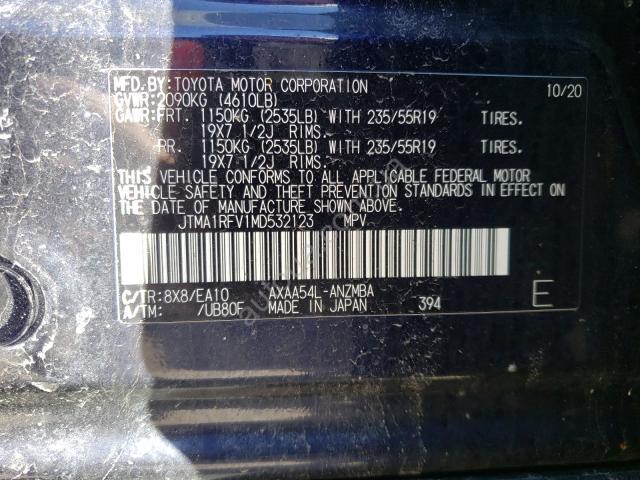 MFD.BY:TOYOTA MOTOR CORPORATION 10/20
GVWR:2090KG (4610LB)
GAWR:FRT. 1150KG (2535LB) WITH 235/55R19 TIRES.
19X7 1/2J RIMS.
RR. 1150KG (2535LB) WITH 235/55R19 TIRES.
19X7 1/2J RIMS.
THIS VEHICLE CONFORMS TO ALL APPLICABLE FEDERAL MOTOR
VEHICLE SAFETY AND THEFT PREVENTION STANDARDS IN EFFECT ON
THE DATE OF MANUFACTURE SHOWN ABOVE.
JTMA1RFV1MD532123 MPV
C/TR:8X8/EA10 AXAA54L-ANZMBA E
A/TM: /UB80F MADE IN JAPAN 394